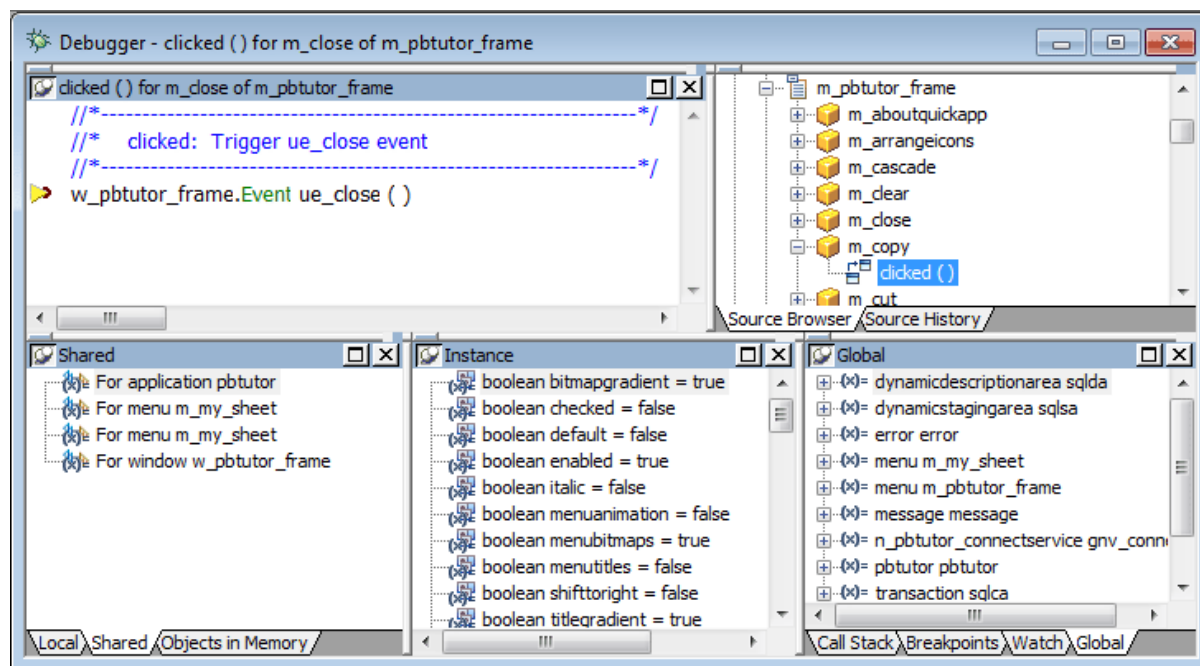 Debugger - clicked ( ) for m_close of m_pbtutor_frame
clicked ( ) for m_close of m_pbtutor_frame
//*----------------------------------------------------------------*/
//* clicked: Trigger ue_close event
//*----------------------------------------------------------------*/
w_pbtutor_frame.Event ue_close ( )
m_pbtutor_frame
m_aboutquickapp
m_arrangeicons
m_cascade
m_clear
m_close
m_copy
clicked ( )
m_cut
Source Browser Source History
Shared
For application pbtutor
For menu m_my_sheet
For menu m_my_sheet
For window w_pbtutor_frame
Local Shared Objects in Memory
Instance
boolean bitmapgradient = true
boolean checked = false
boolean default = false
boolean enabled = true
boolean italic = false
boolean menuanimation = false
boolean menubitmaps = true
boolean menutitles = false
boolean shifttoright = false
boolean titlegradient = true
Global
(x)= dynamicdescriptionarea sqlda
(x)= dynamicstagingarea sqlsa
(x)= error error
(x)= menu m_my_sheet
(x)= menu m_pbtutor_frame
(x)= message message
(x)= n_pbtutor_connectservice gnv_conn
(x)= pbtutor pbtutor
(x)= transaction sqlca
Call Stack Breakpoints Watch Global